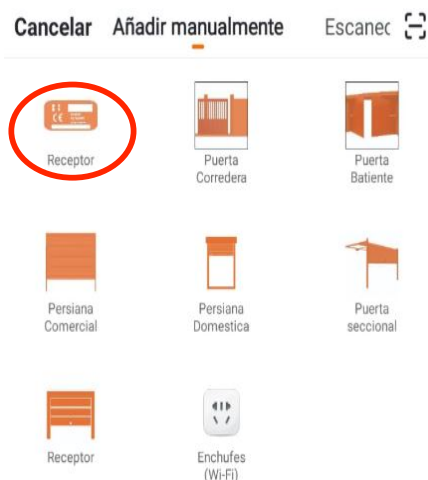 Cancelar Añadir manualmente Escanec
Receptor
Puerta
Corredera
Puerta
Batiente
Persiana
Comercial
Persiana
Domestica
Puerta
seccional
Receptor
Enchufes
(Wi-Fi)